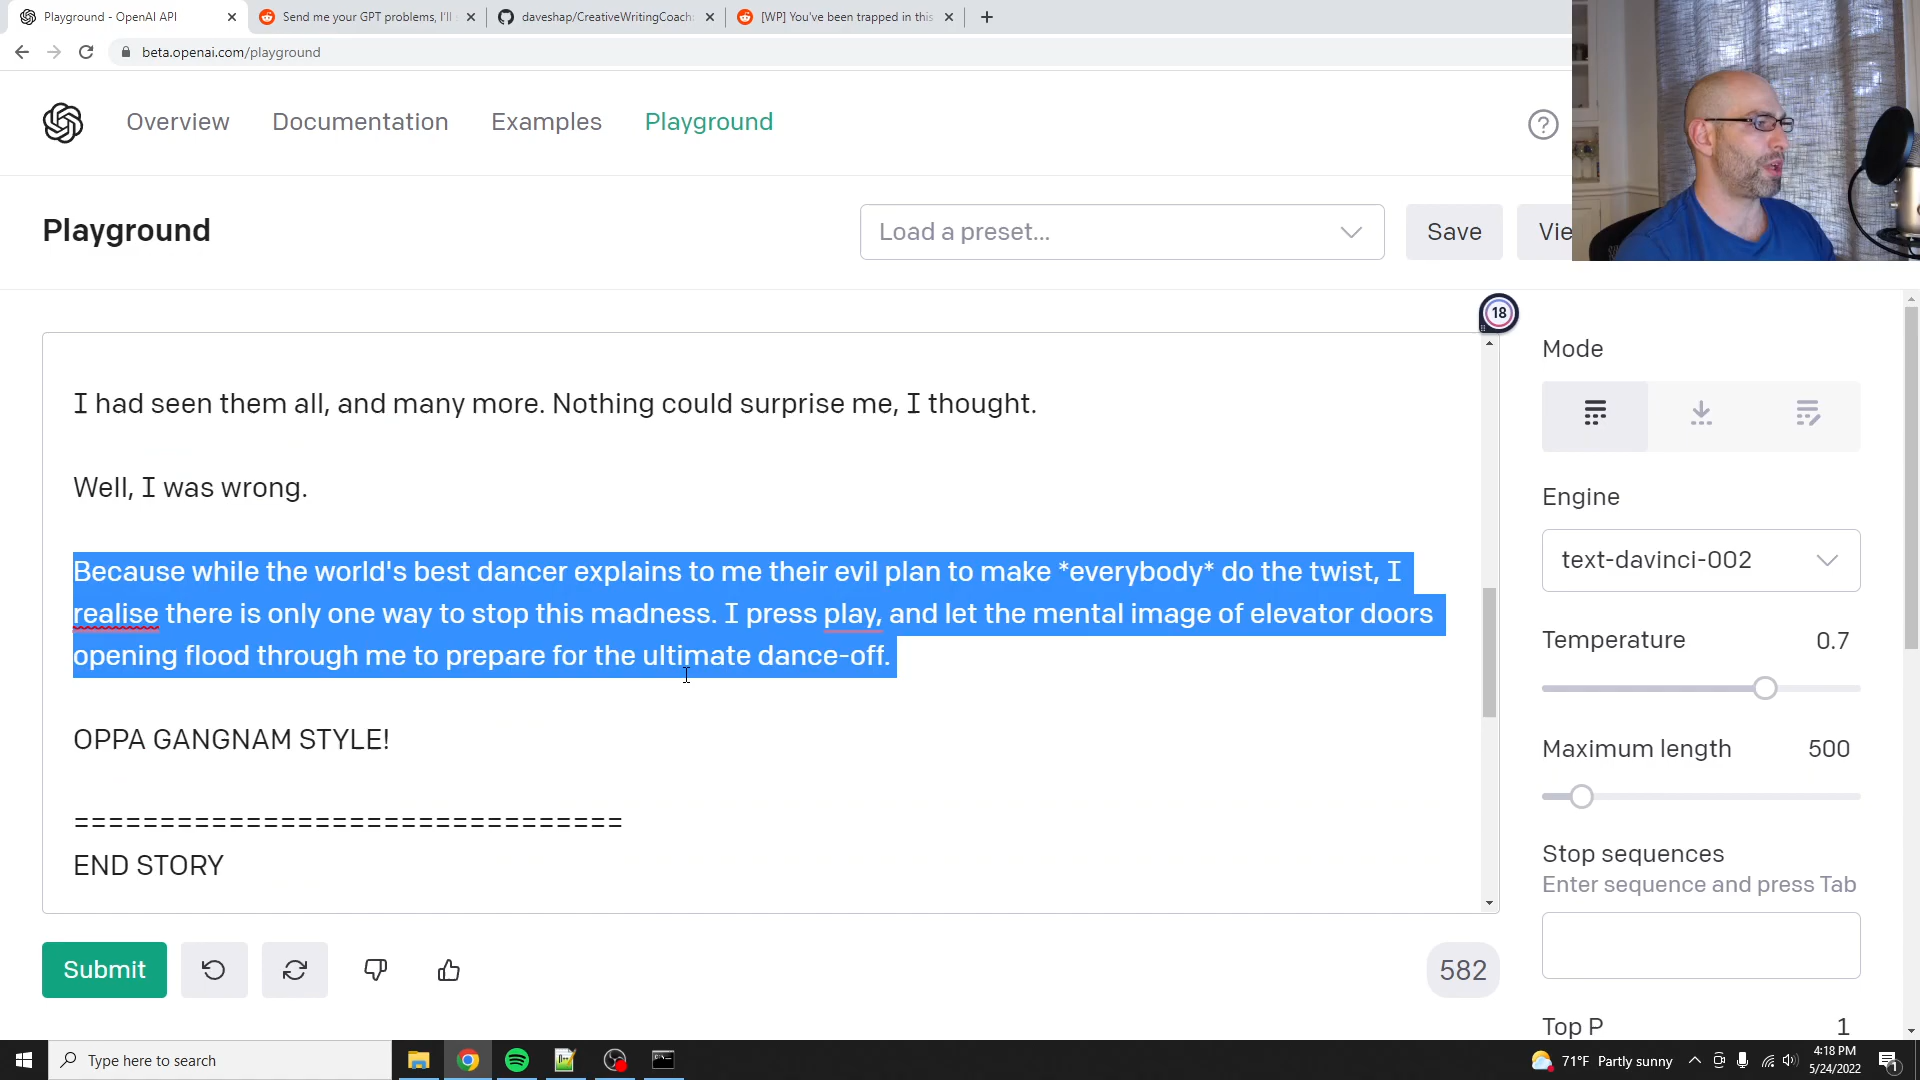 Playground - OpenAI API
Send me your GPT problems, I'll
daveshap/CreativeWritingCoach
[WP] You've been trapped in this
beta.openai.com/playground
Overview
Documentation
Examples
Playground
Playground
Load a preset...
Save
Vie
18
I had seen them all, and many more. Nothing could surprise me, I thought.
Well, I was wrong.
Because while the world's best dancer explains to me their evil plan to make *everybody* do the twist, I
realise there is only one way to stop this madness. I press play, and let the mental image of elevator doors
opening flood through me to prepare for the ultimate dance-off.
OPPA GANGNAM STYLE!
================================
END STORY
Mode
Engine
text-davinci-002
Temperature 0.7
Maximum length 500
Stop sequences
Enter sequence and press Tab
Top P 1
Submit
582
Type here to search
71°F Partly sunny
4:18 PM
5/24/2022
1